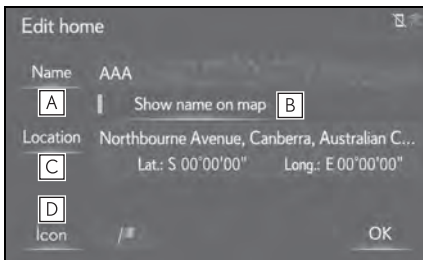 Edit home
Name AAA
A Show name on map B
Location Northbourne Avenue, Canberra, Australian C...
C Lat.: S 00°00'00" Long.: E 00°00'00"
D
Icon OK